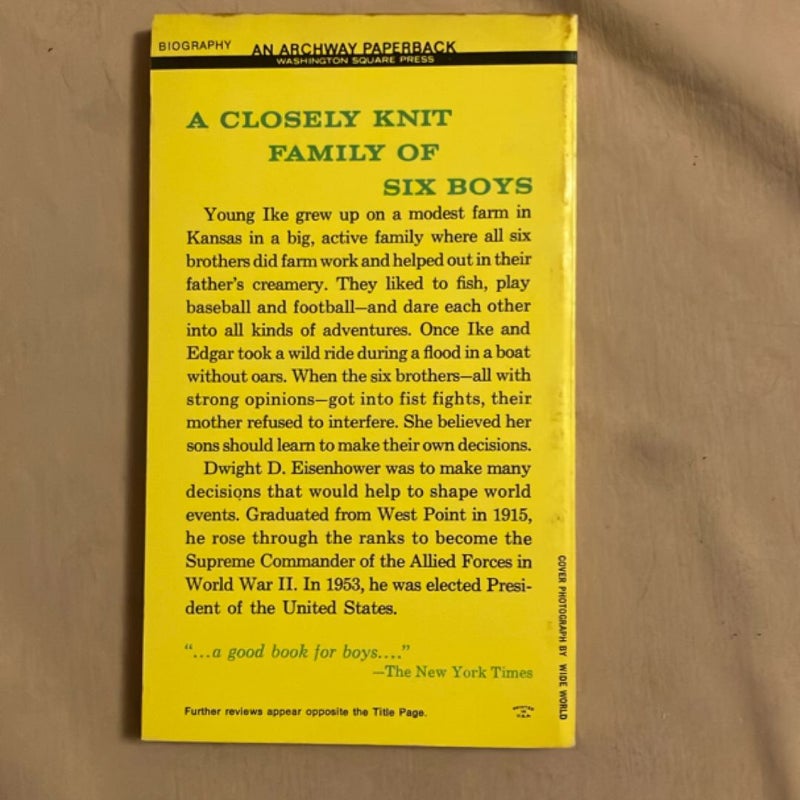 BIOGRAPHY
AN ARCHWAY PAPERBACK
WASHINGTON SQUARE PRESS
A CLOSELY KNIT
FAMILY OF
SIX BOYS
Young Ike grew up on a modest farm in
Kansas in a big, active family where all six
brothers did farm work and helped out in their
father's creamery. They liked to fish, play
baseball and football—and dare each other
into all kinds of adventures. Once Ike and
Edgar took a wild ride during a flood in a boat
without oars. When the six brothers—all with
strong opinions—got into fist fights, their
mother refused to interfere. She believed her
sons should learn to make their own decisions.
Dwight D. Eisenhower was to make many
decisions that would help to shape world
events. Graduated from West Point in 1915,
he rose through the ranks to become the
Supreme Commander of the Allied Forces in
World War II. In 1953, he was elected Presi-
dent of the United States.
"...a good book for boys...."
—The New York Times
Further reviews appear opposite the Title Page.
PRINTED
IN
U.S.A.
COVER PHOTOGRAPH BY WIDE WORLD